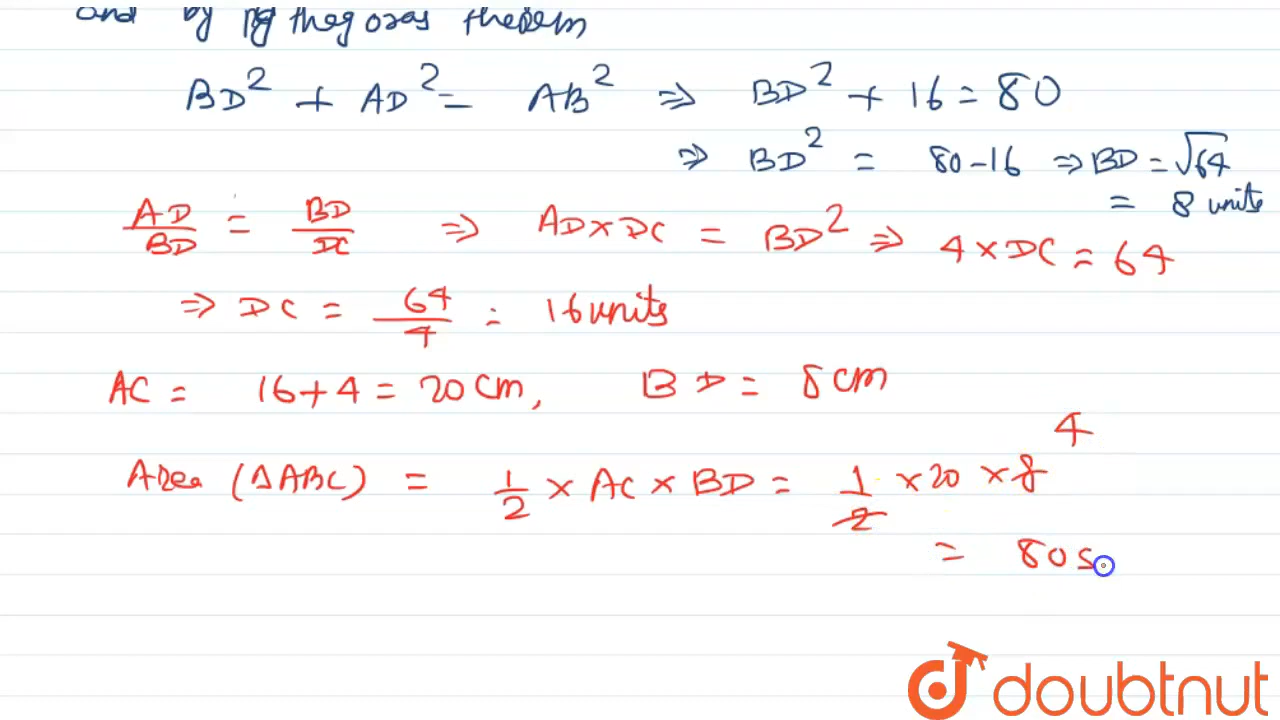 and by pythagoras theorem
BD² + AD² = AB² ⇒ BD² + 16 = 80
⇒ BD² = 80-16 ⇒ BD = √64
= 8 units
AD/BD = BD/DC ⇒ AD×DC = BD² ⇒ 4×DC = 64
⇒ DC = 64/4 = 16 units
AC = 16+4 = 20 cm, BD = 8 cm
4
Area (ΔABC) = 1/2 × AC × BD = 1/2 × 20 × 8
= 80 s
doubtnut